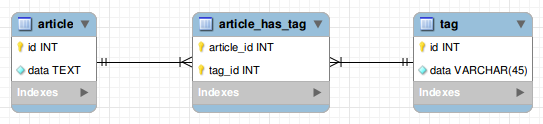 article
id INT
data TEXT
Indexes
article_has_tag
article_id INT
tag_id INT
Indexes
tag
id INT
data VARCHAR(45)
Indexes